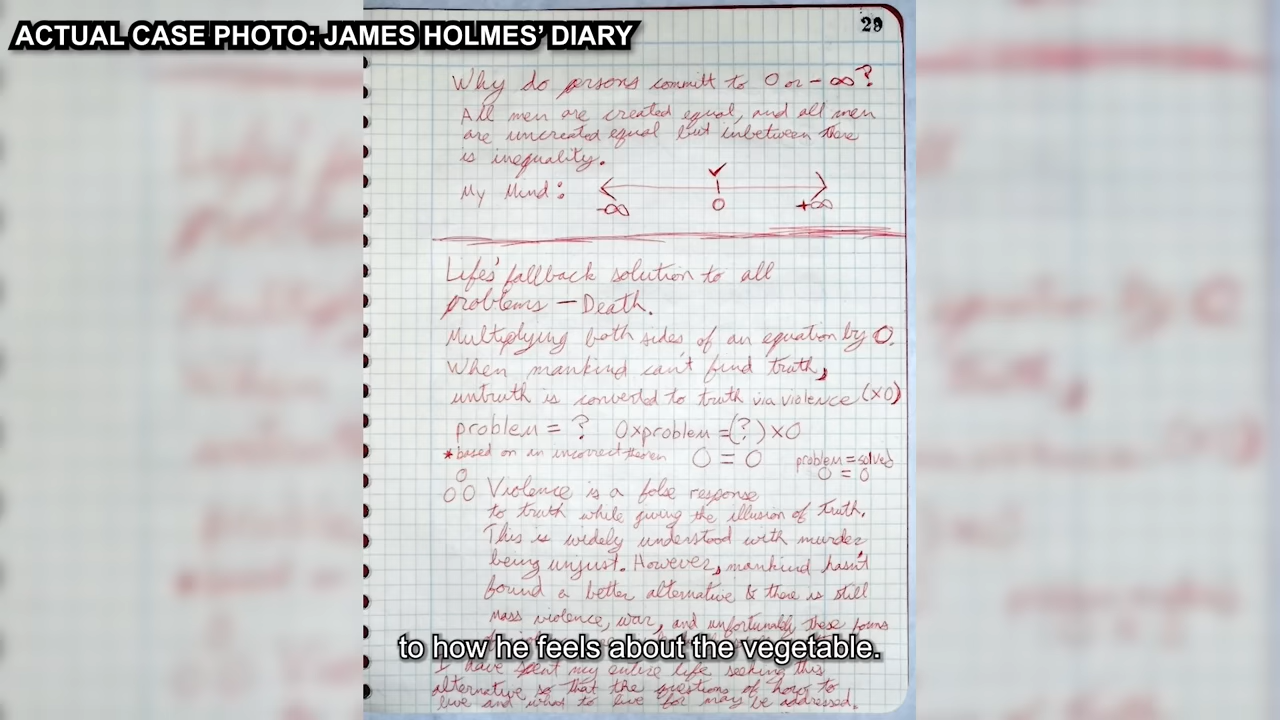 ACTUAL CASE PHOTO: JAMES HOLMES' DIARY
29
Why do persons committ to 0 or -∞?
All men are created equal, and all men
are uncreated equal but inbetween there
is inequality.
My Mind:
-∞ 0 +∞
Life's fallback solution to all
problems – Death.
Multiplying both sides of an equation by 0.
When mankind can't find truth,
untruth is converted to truth via violence (x0)
problem = ? 0xproblem = (?) x0
*based on an incorrect theorem 0 = 0 problem = solved
0 = 0
Violence is a false response
to truth while giving the illusion of truth.
This is widely understood with murder
being unjust. However, mankind hasn't
found a better alternative & there is still
mass violence, war, and unfortunately these forms
to how he feels about the vegetable.
I have spent my entire life seeking this
alternative so that the questions of how to
live and what to live for may be addressed.